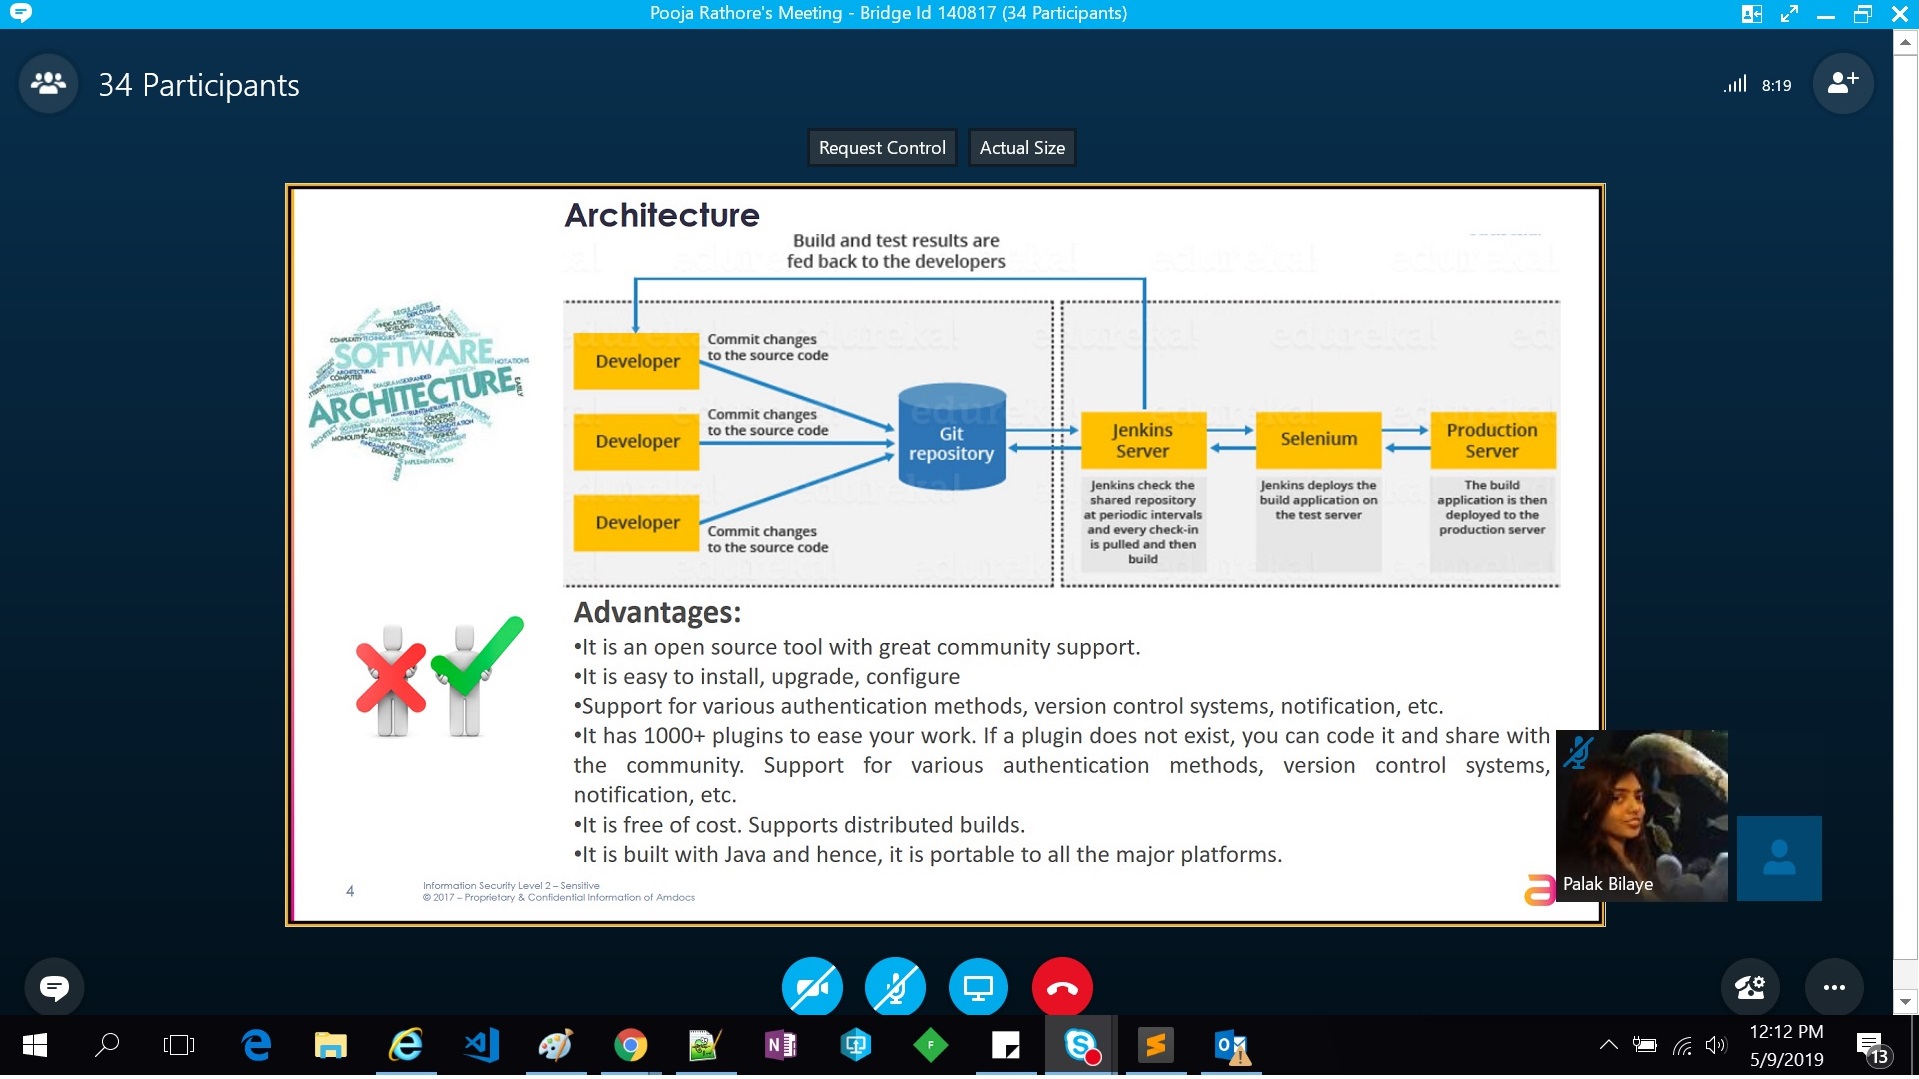 Pooja Rathore's Meeting - Bridge Id 140817 (34 Participants)
34 Participants
8:19
Request Control
Actual Size
Architecture
Build and test results are
fed back to the developers
SOFTWARE
ARCHITECTURE
Developer
Commit changes
to the source code
Developer
Commit changes
to the source code
Developer
Commit changes
to the source code
Git
repository
Jenkins
Server
Selenium
Production
Server
Jenkins check the
shared repository
at periodic intervals
and every check-in
is pulled and then
build
Jenkins deploys the
build application on
the test server
The build
application is then
deployed to the
production server
edureka!
Advantages:
•It is an open source tool with great community support.
•It is easy to install, upgrade, configure
•Support for various authentication methods, version control systems, notification, etc.
•It has 1000+ plugins to ease your work. If a plugin does not exist, you can code it and share with
the community. Support for various authentication methods, version control systems,
notification, etc.
•It is free of cost. Supports distributed builds.
•It is built with Java and hence, it is portable to all the major platforms.
4
Information Security Level 2 – Sensitive
© 2017 – Proprietary & Confidential Information of Amdocs
Palak Bilaye
12:12 PM
5/9/2019
13